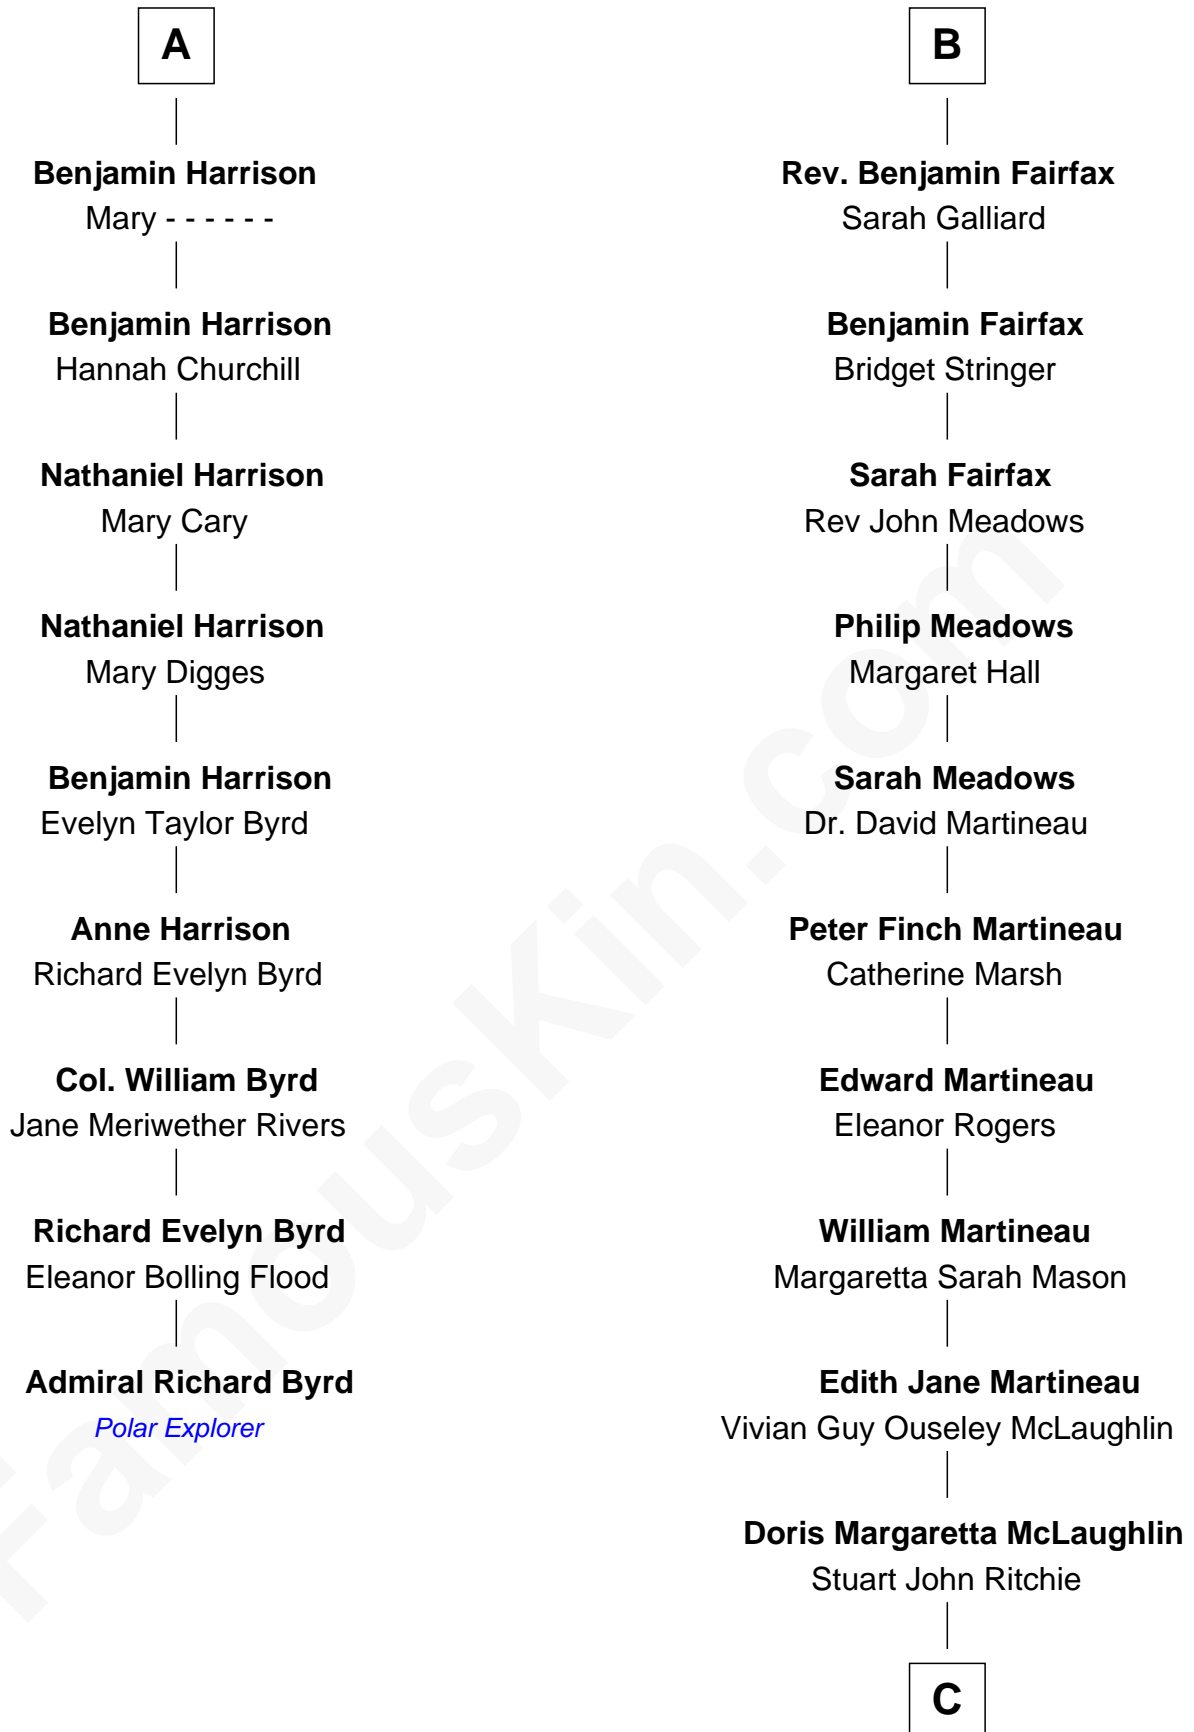 A
Benjamin Harrison
Mary - - - - - -
Benjamin Harrison
Hannah Churchill
Nathaniel Harrison
Mary Cary
Nathaniel Harrison
Mary Digges
Benjamin Harrison
Evelyn Taylor Byrd
Anne Harrison
Richard Evelyn Byrd
Col. William Byrd
Jane Meriwether Rivers
Richard Evelyn Byrd
Eleanor Bolling Flood
Admiral Richard Byrd
Polar Explorer
B
Rev. Benjamin Fairfax
Sarah Galliard
Benjamin Fairfax
Bridget Stringer
Sarah Fairfax
Rev John Meadows
Philip Meadows
Margaret Hall
Sarah Meadows
Dr. David Martineau
Peter Finch Martineau
Catherine Marsh
Edward Martineau
Eleanor Rogers
William Martineau
Margaretta Sarah Mason
Edith Jane Martineau
Vivian Guy Ouseley McLaughlin
Doris Margaretta McLaughlin
Stuart John Ritchie
C
FamousKin.com